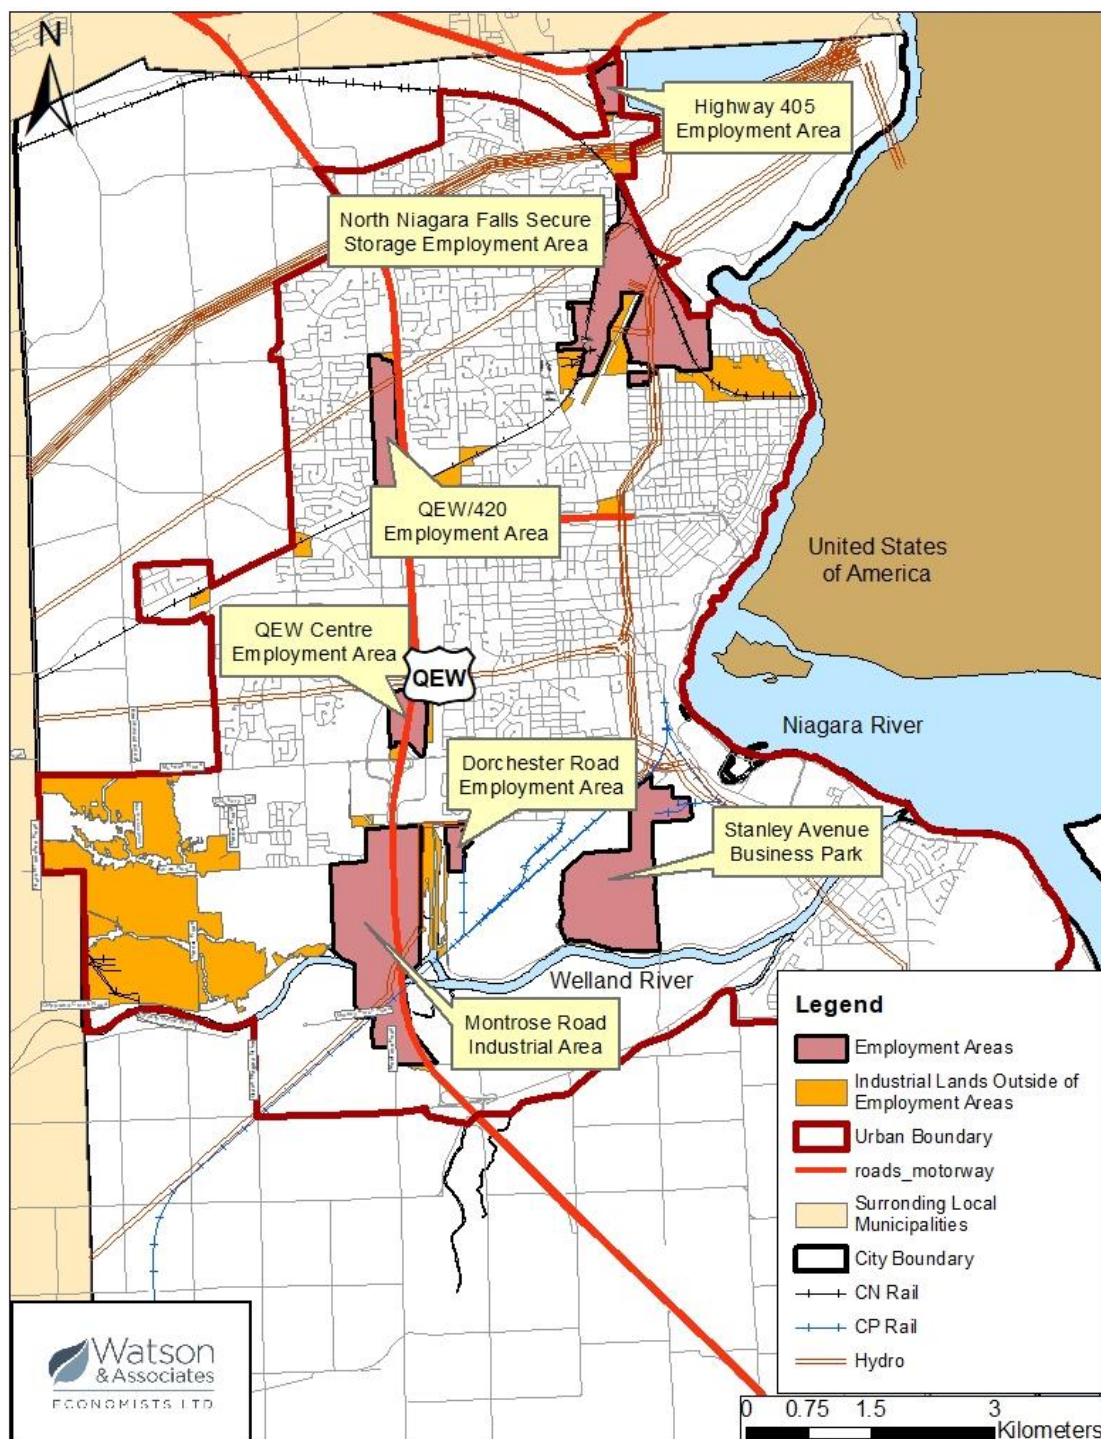 N
Highway 405
Employment Area
North Niagara Falls Secure
Storage Employment Area
QEW/420
Employment Area
United States
of America
QEW Centre
Employment Area
QEW
Niagara River
Dorchester Road
Employment Area
Stanley Avenue
Business Park
Welland River
Montrose Road
Industrial Area
Legend
Employment Areas
Industrial Lands Outside of
Employment Areas
Urban Boundary
roads_motorway
Surronding Local
Municipalities
City Boundary
CN Rail
CP Rail
Hydro
Watson
& Associates
ECONOMISTS LTD.
0 0.75 1.5 3
Kilometers